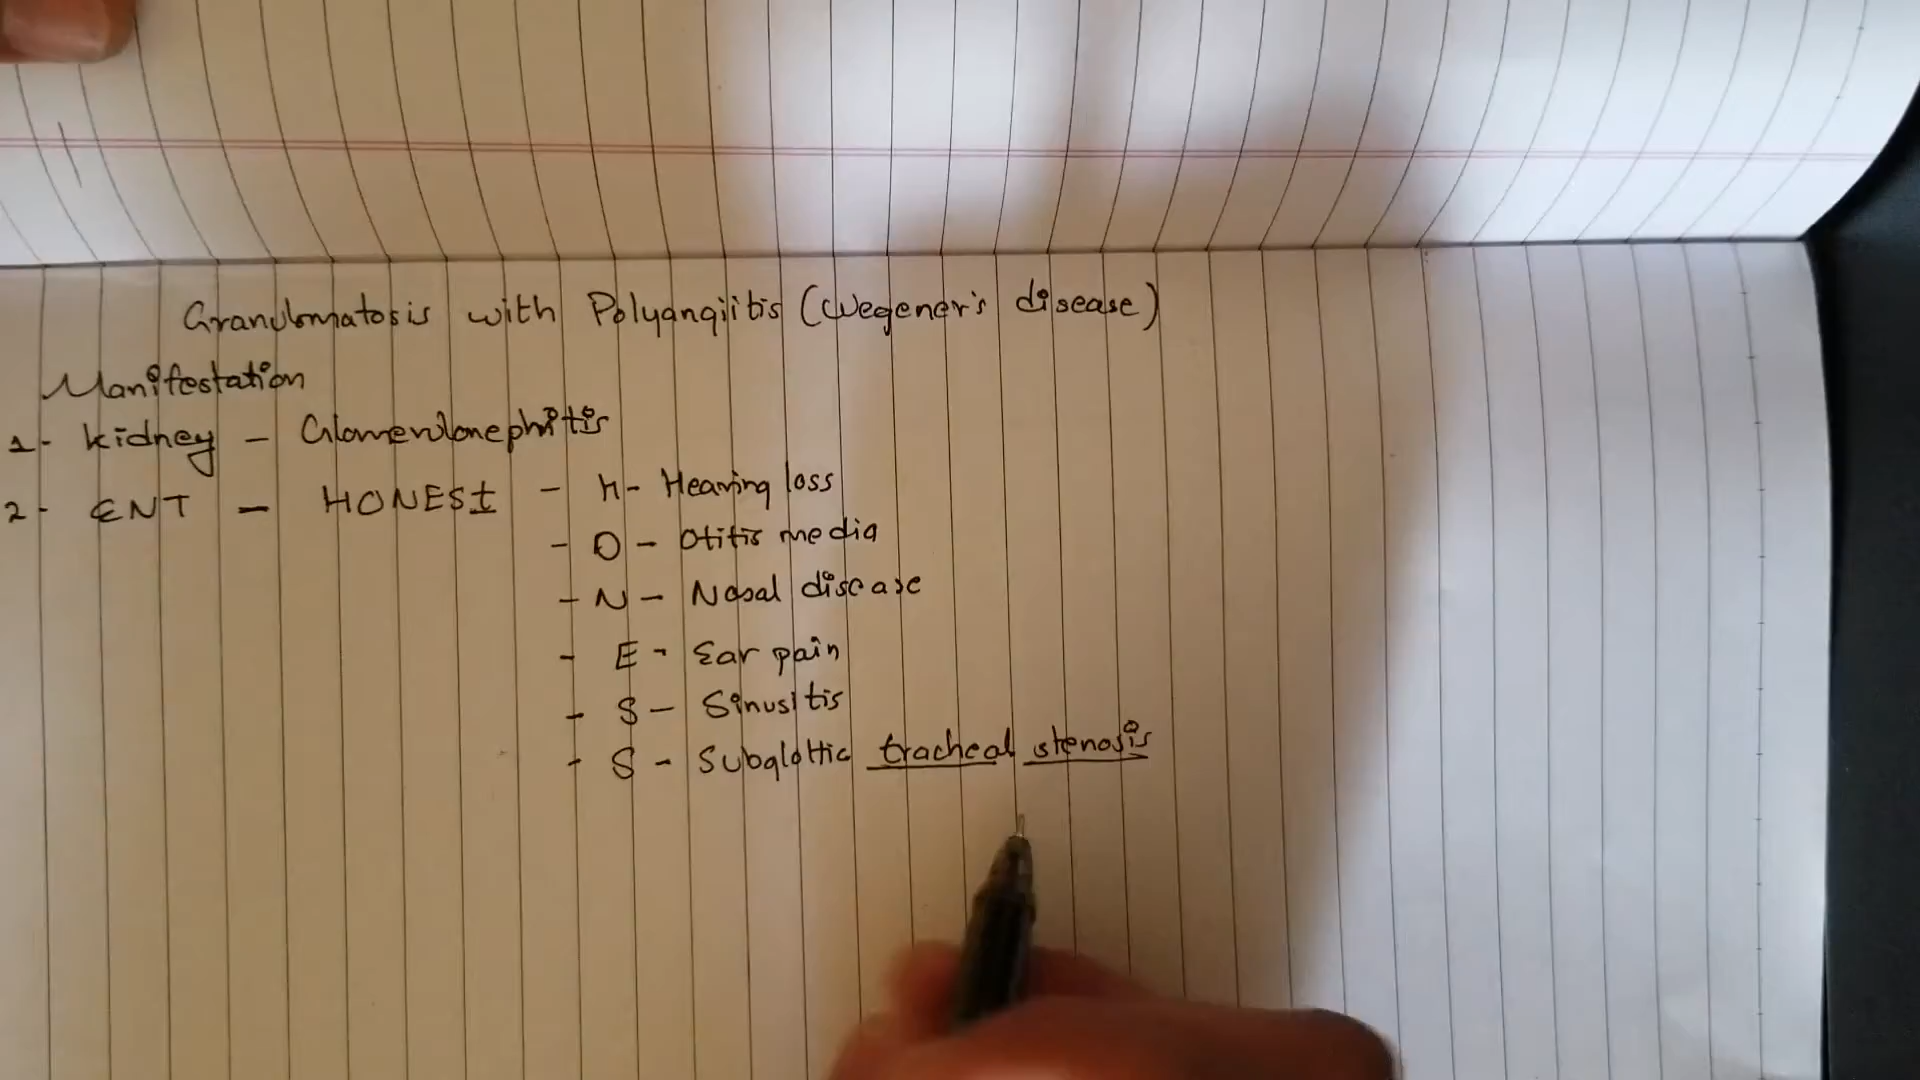 Granulomatosis with Polyangiitis (Wegener's disease)
Manifestation
1- Kidney - Glomerulonephritis
2- ENT - HONEST - H- Hearing loss
- O - Otitis media
- N - Nasal disease
- E - Ear pain
- S - Sinusitis
- S - Subglottic tracheal stenosis